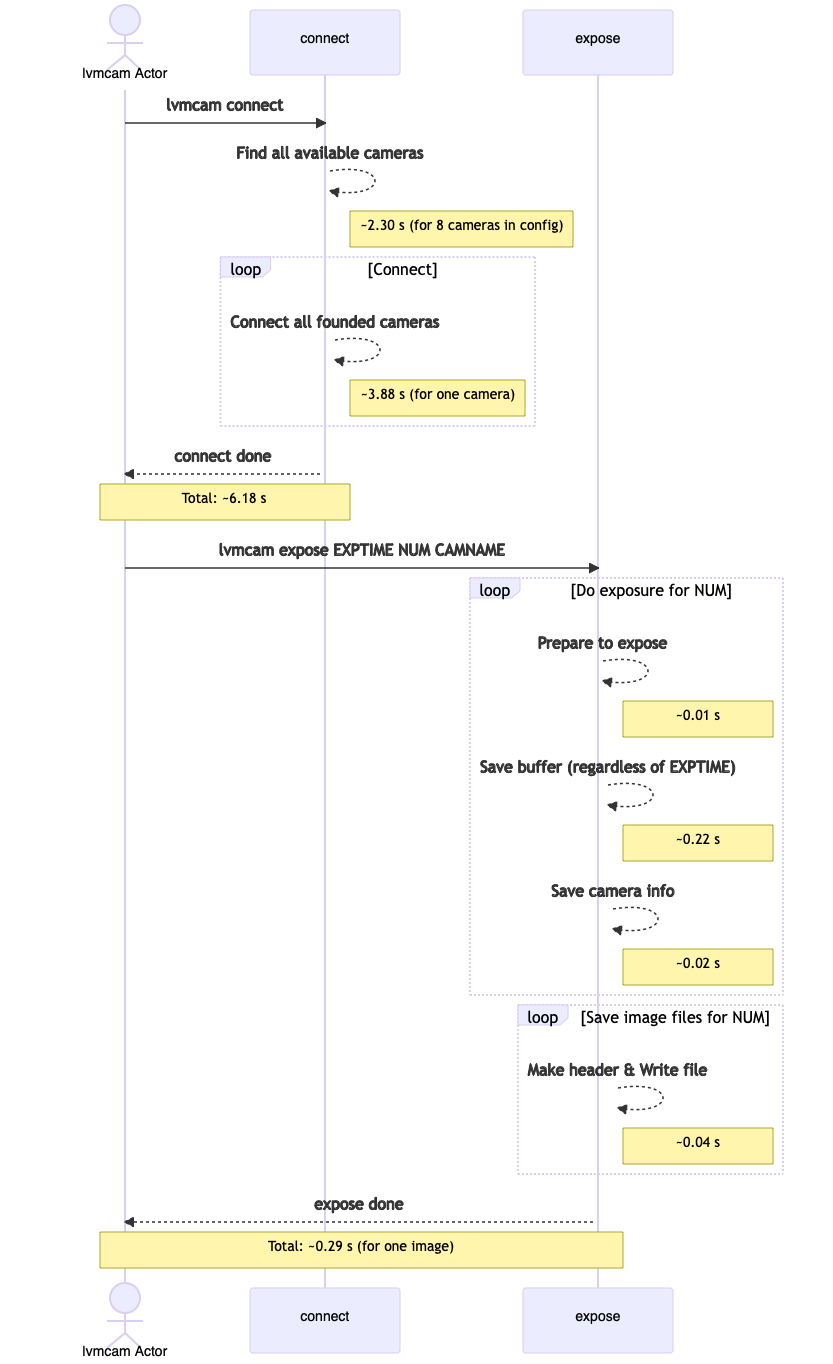 lvmcam Actor
connect
expose
lvmcam connect
Find all available cameras
~2.30 s (for 8 cameras in config)
loop
[Connect]
Connect all founded cameras
~3.88 s (for one camera)
connect done
Total: ~6.18 s
lvmcam expose EXPTIME NUM CAMNAME
loop
[Do exposure for NUM]
Prepare to expose
~0.01 s
Save buffer (regardless of EXPTIME)
~0.22 s
Save camera info
~0.02 s
loop
[Save image files for NUM]
Make header & Write file
~0.04 s
expose done
Total: ~0.29 s (for one image)
lvmcam Actor
connect
expose